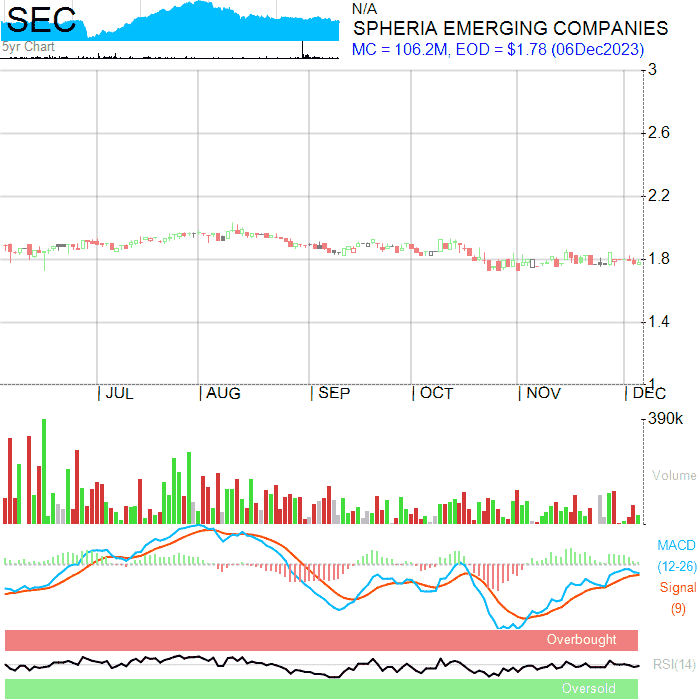 SEC
5yr Chart
N/A
SPHERIA EMERGING COMPANIES
MC = 106.2M, EOD = $1.78 (06Dec2023)
3
2.6
2.2
1.8
1.4
1
JUL AUG SEP OCT NOV DEC
390k
Volume
MACD
(12-26)
Signal
(9)
Overbought
RSI(14)
Oversold